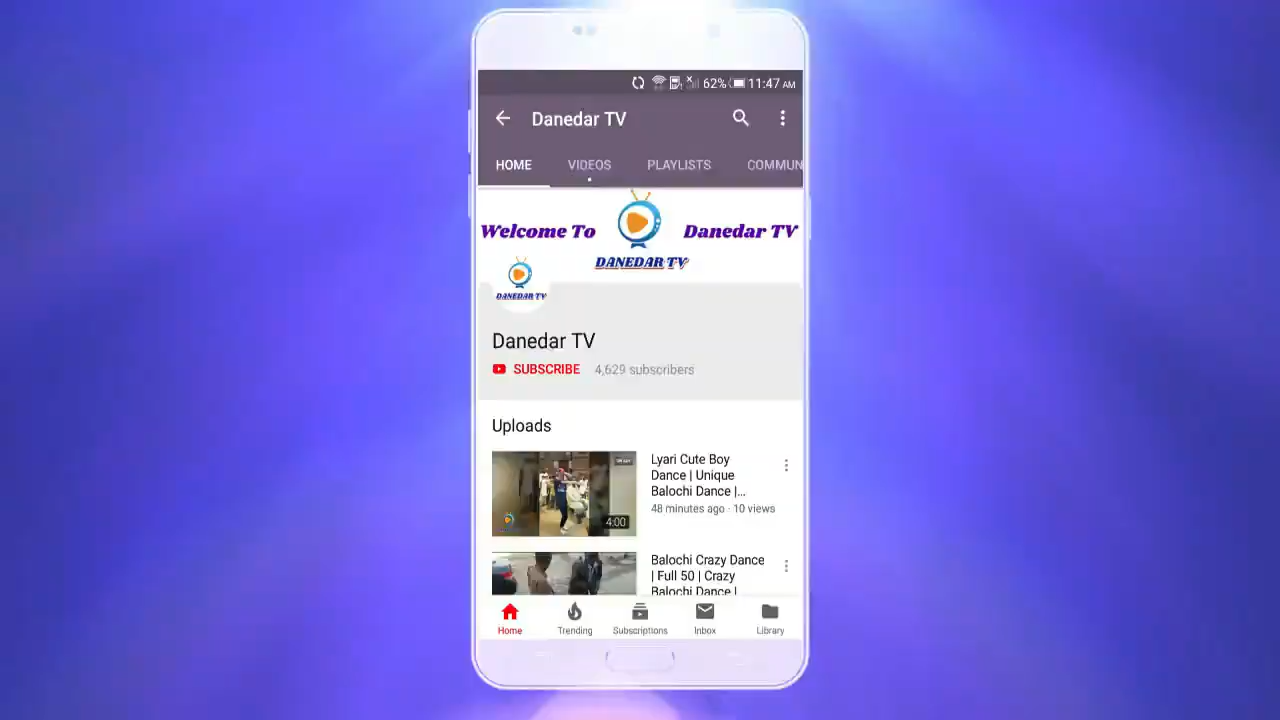 62% 11:47 AM
Danedar TV
HOME VIDEOS PLAYLISTS COMMUN
Welcome To Danedar TV
DANEDAR TV
DANEDAR TV
Danedar TV
SUBSCRIBE 4,629 subscribers
Uploads
Lyari Cute Boy
Dance | Unique
Balochi Dance |...
48 minutes ago · 10 views
4:00
Balochi Crazy Dance
| Full 50 | Crazy
Balochi Dance |
Home Trending Subscriptions Inbox Library